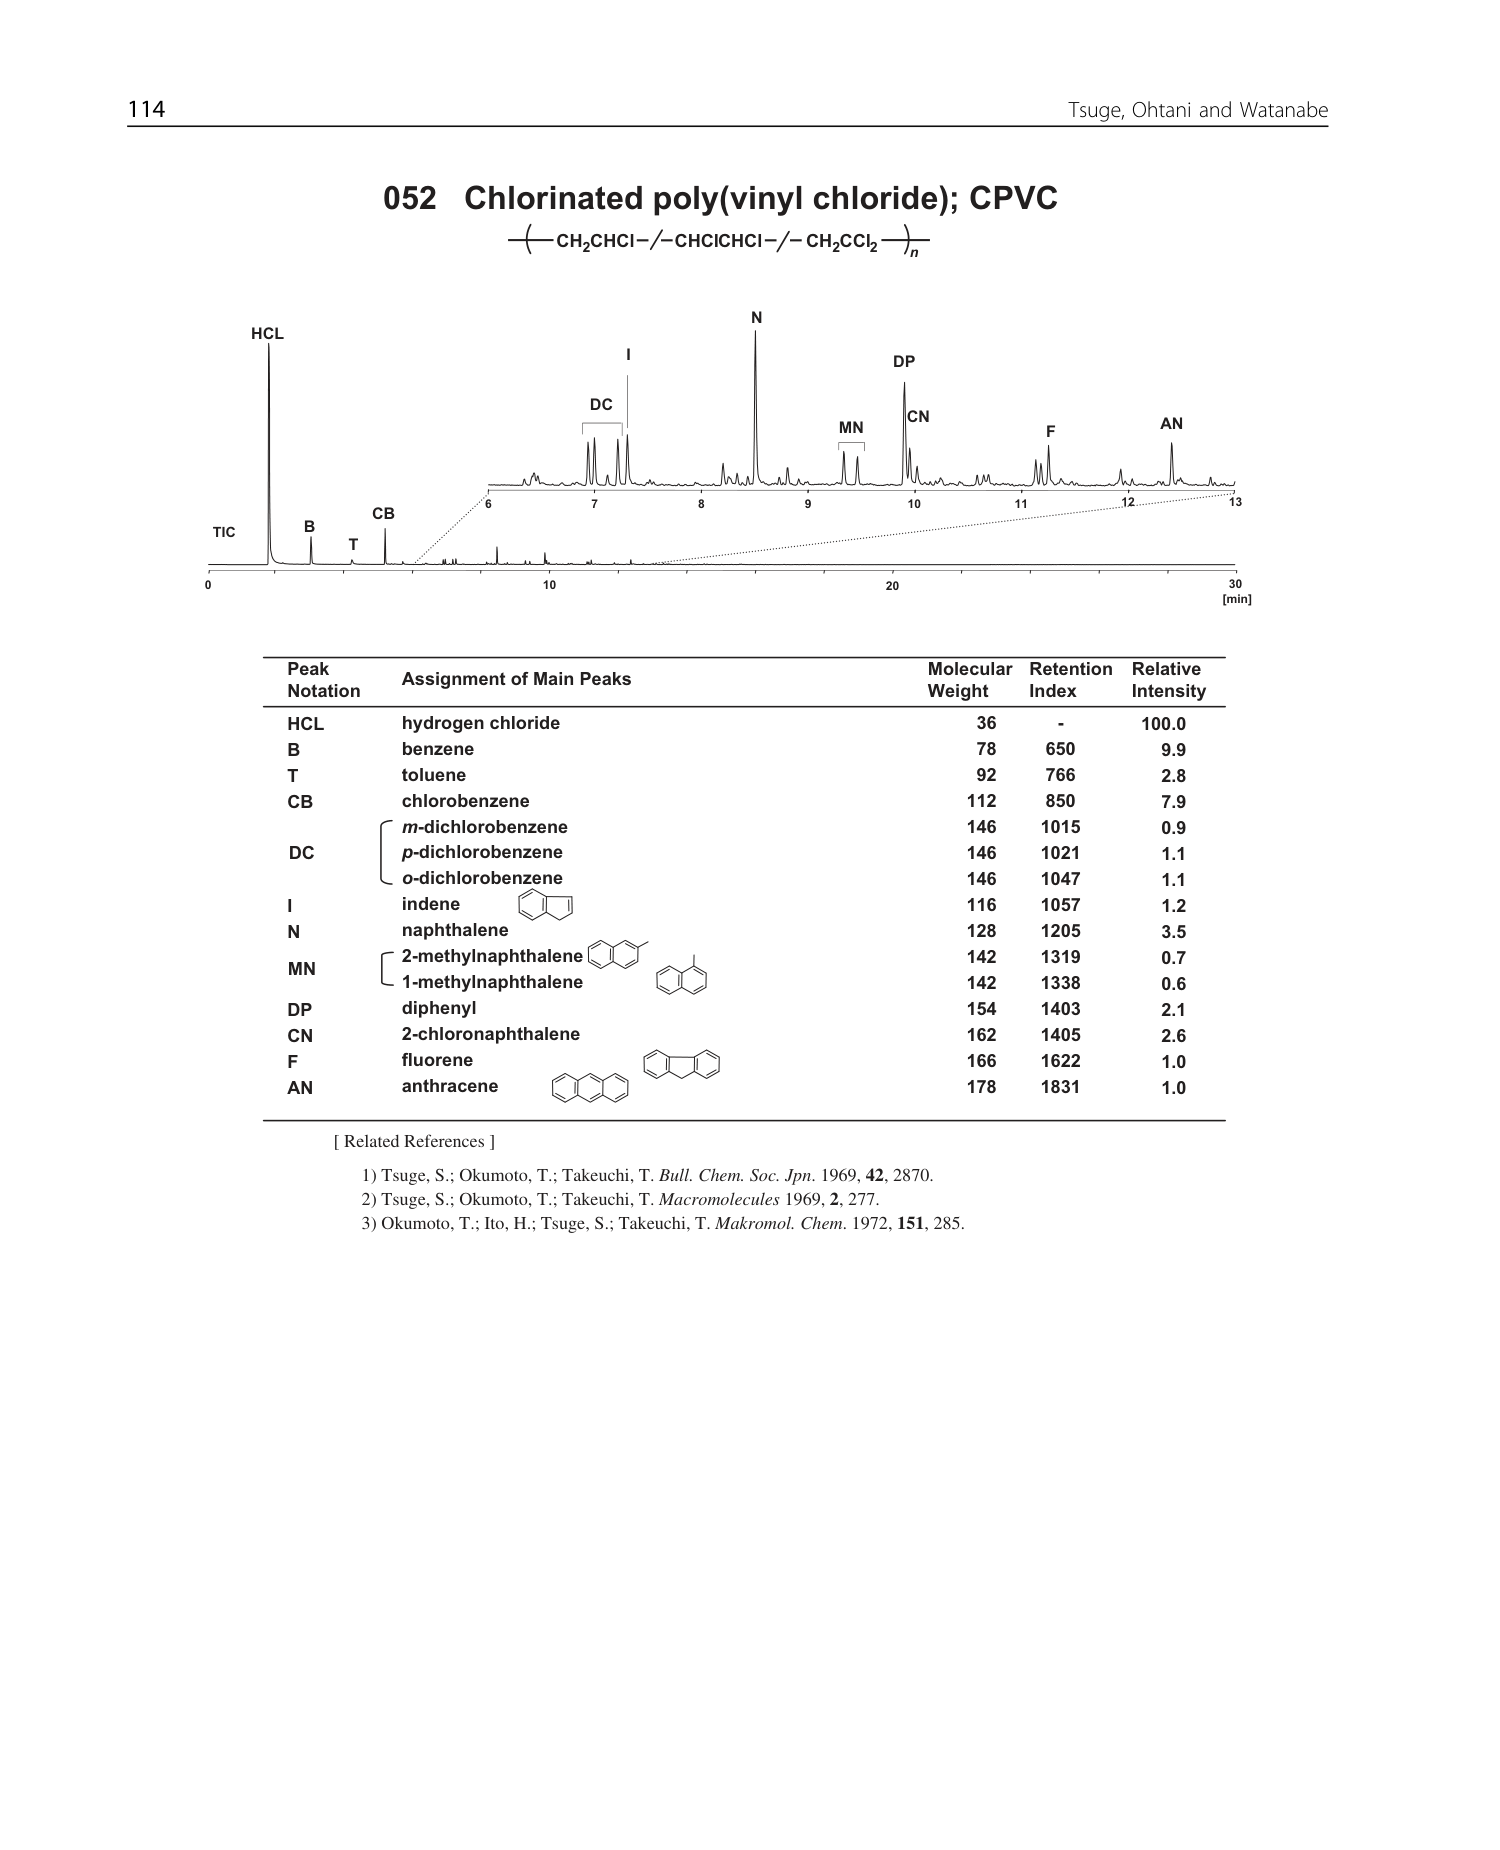 114 Tsuge, Ohtani and Watanabe
052 Chlorinated poly(vinyl chloride); CPVC
( CH2CHCl / CHClCHCl / CH2CCl2 )n
N
HCL
I
DP
DC
CN
MN
AN
F
6 7 8 9 10 11 12 13
CB
B
TIC
T
0 10 20 30
[min]
Peak Notation Assignment of Main Peaks Molecular Weight Retention Index Relative Intensity
HCL hydrogen chloride 36 - 100.0
B benzene 78 650 9.9
T toluene 92 766 2.8
CB chlorobenzene 112 850 7.9
m-dichlorobenzene 146 1015 0.9
DC p-dichlorobenzene 146 1021 1.1
o-dichlorobenzene 146 1047 1.1
I indene 116 1057 1.2
N naphthalene 128 1205 3.5
MN 2-methylnaphthalene 142 1319 0.7
1-methylnaphthalene 142 1338 0.6
DP diphenyl 154 1403 2.1
CN 2-chloronaphthalene 162 1405 2.6
F fluorene 166 1622 1.0
AN anthracene 178 1831 1.0
[ Related References ]
1) Tsuge, S.; Okumoto, T.; Takeuchi, T. Bull. Chem. Soc. Jpn. 1969, 42, 2870.
2) Tsuge, S.; Okumoto, T.; Takeuchi, T. Macromolecules 1969, 2, 277.
3) Okumoto, T.; Ito, H.; Tsuge, S.; Takeuchi, T. Makromol. Chem. 1972, 151, 285.